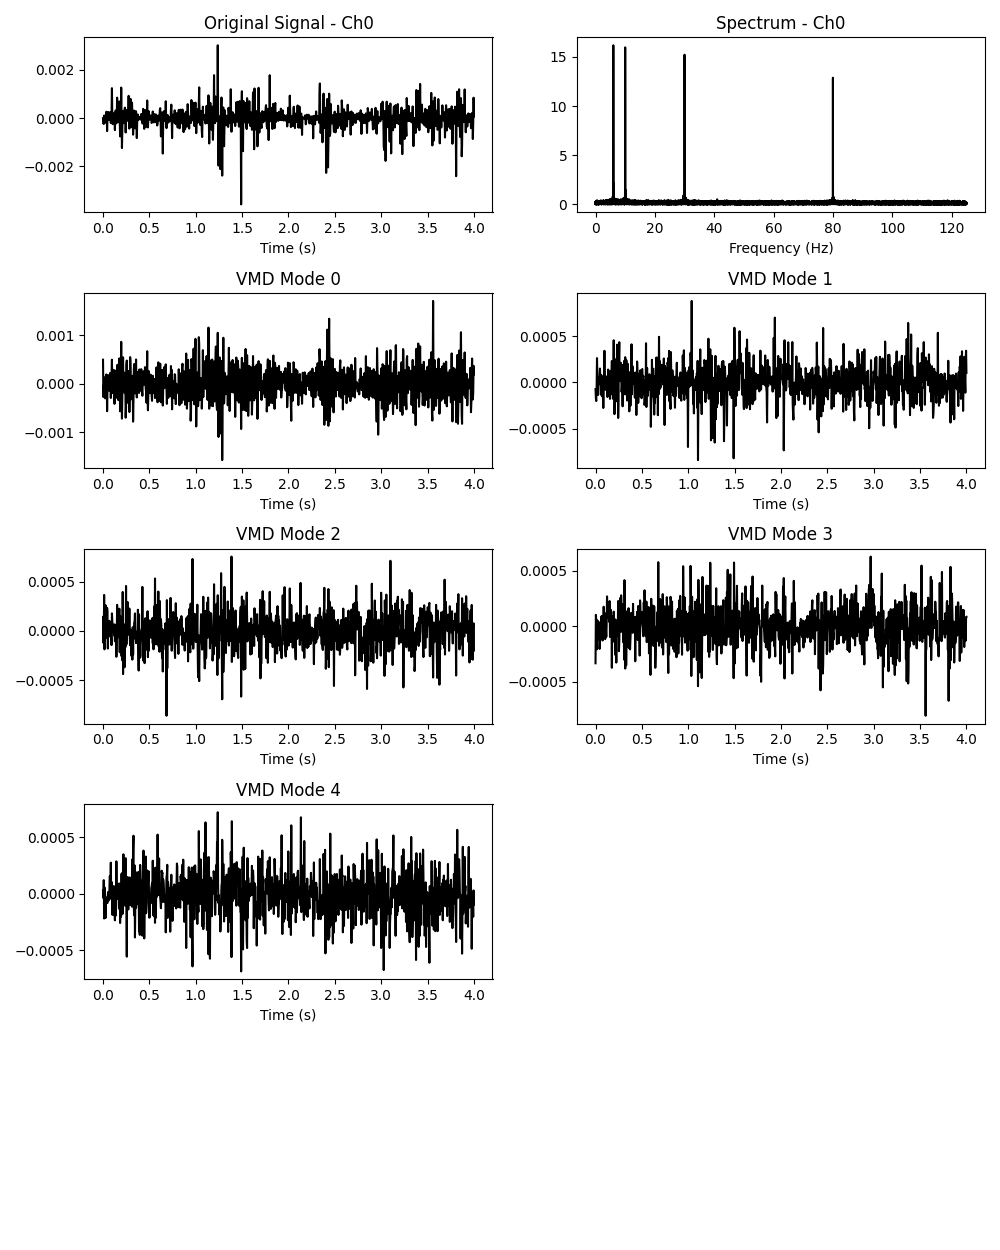 Original Signal - Ch0
0.002
0.000
−0.002
0.0 0.5 1.0 1.5 2.0 2.5 3.0 3.5 4.0
Time (s)
Spectrum - Ch0
15
10
5
0
0 20 40 60 80 100 120
Frequency (Hz)
VMD Mode 0
0.001
0.000
−0.001
0.0 0.5 1.0 1.5 2.0 2.5 3.0 3.5 4.0
Time (s)
VMD Mode 1
0.0005
0.0000
−0.0005
0.0 0.5 1.0 1.5 2.0 2.5 3.0 3.5 4.0
Time (s)
VMD Mode 2
0.0005
0.0000
−0.0005
0.0 0.5 1.0 1.5 2.0 2.5 3.0 3.5 4.0
Time (s)
VMD Mode 3
0.0005
0.0000
−0.0005
0.0 0.5 1.0 1.5 2.0 2.5 3.0 3.5 4.0
Time (s)
VMD Mode 4
0.0005
0.0000
−0.0005
0.0 0.5 1.0 1.5 2.0 2.5 3.0 3.5 4.0
Time (s)